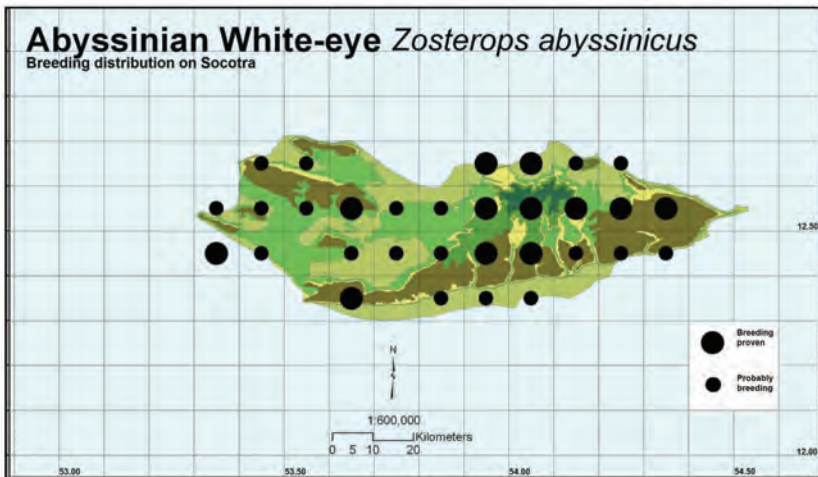 Abyssinian White-eye Zosterops abyssinicus
Breeding distribution on Socotra
12.50
Breeding
proven
Probably
breeding
N
1:600,000
Kilometers
0 5 10 20
12.00
53.00 53.50 54.00 54.50